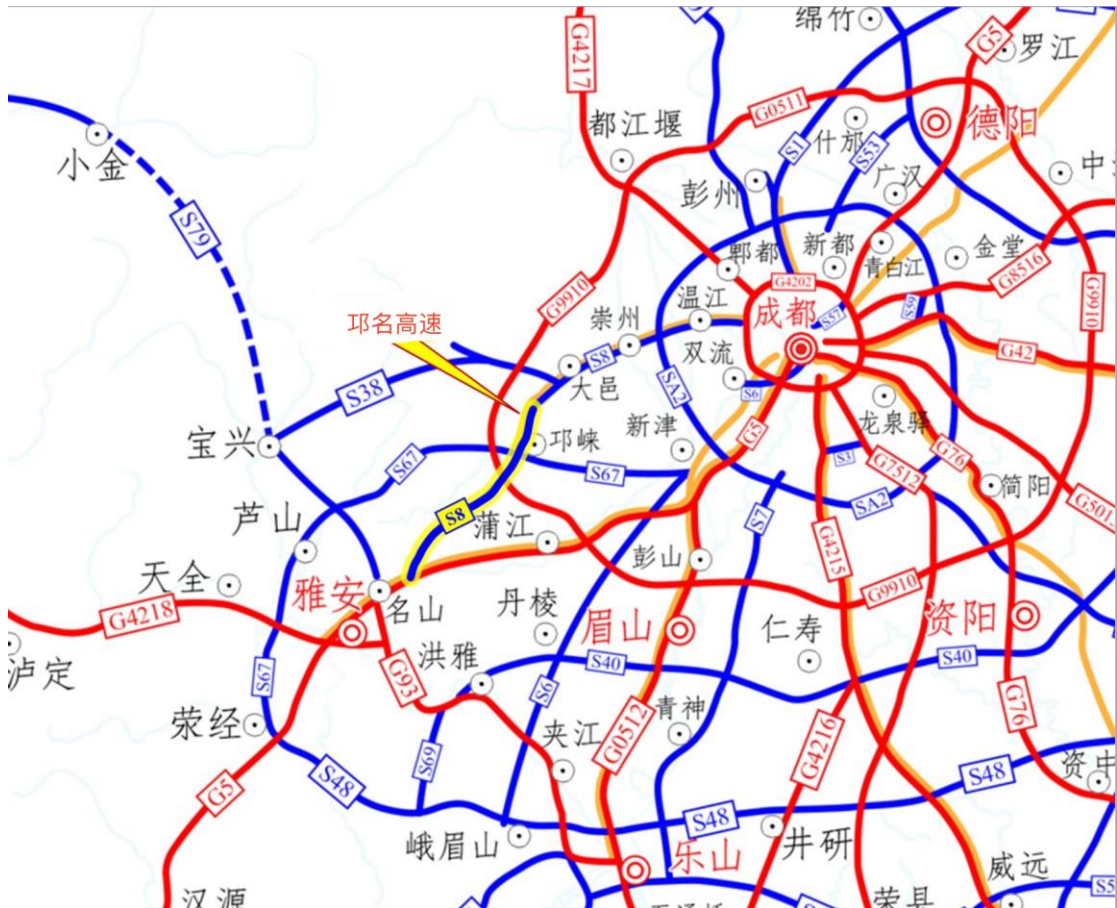 绵竹
G4217
G5
罗江
G0511
都江堰
什邡
德阳
S1
S53
小金
彭州
广汉
S79
郫都
新都
青白江
金堂
G8516
G4202
G9910
温江
成都
S57
S59
G9910
邛名高速
崇州
双流
G42
S8
大邑
SA2
S6
S38
新津
G5
龙泉驿
宝兴
邛崃
S3
G7512
G76
S67
S67
简阳
SA2
芦山
S8
蒲江
S7
G4215
彭山
天全
雅安
名山
丹棱
眉山
仁寿
G9910
资阳
G4218
泸定
洪雅
S40
S40
S67
G93
S6
荥经
青神
G76
夹江
G0512
G4216
S69
S48
S48
资中
G5
S48
峨眉山
乐山
井研
威远
汉源
荣县